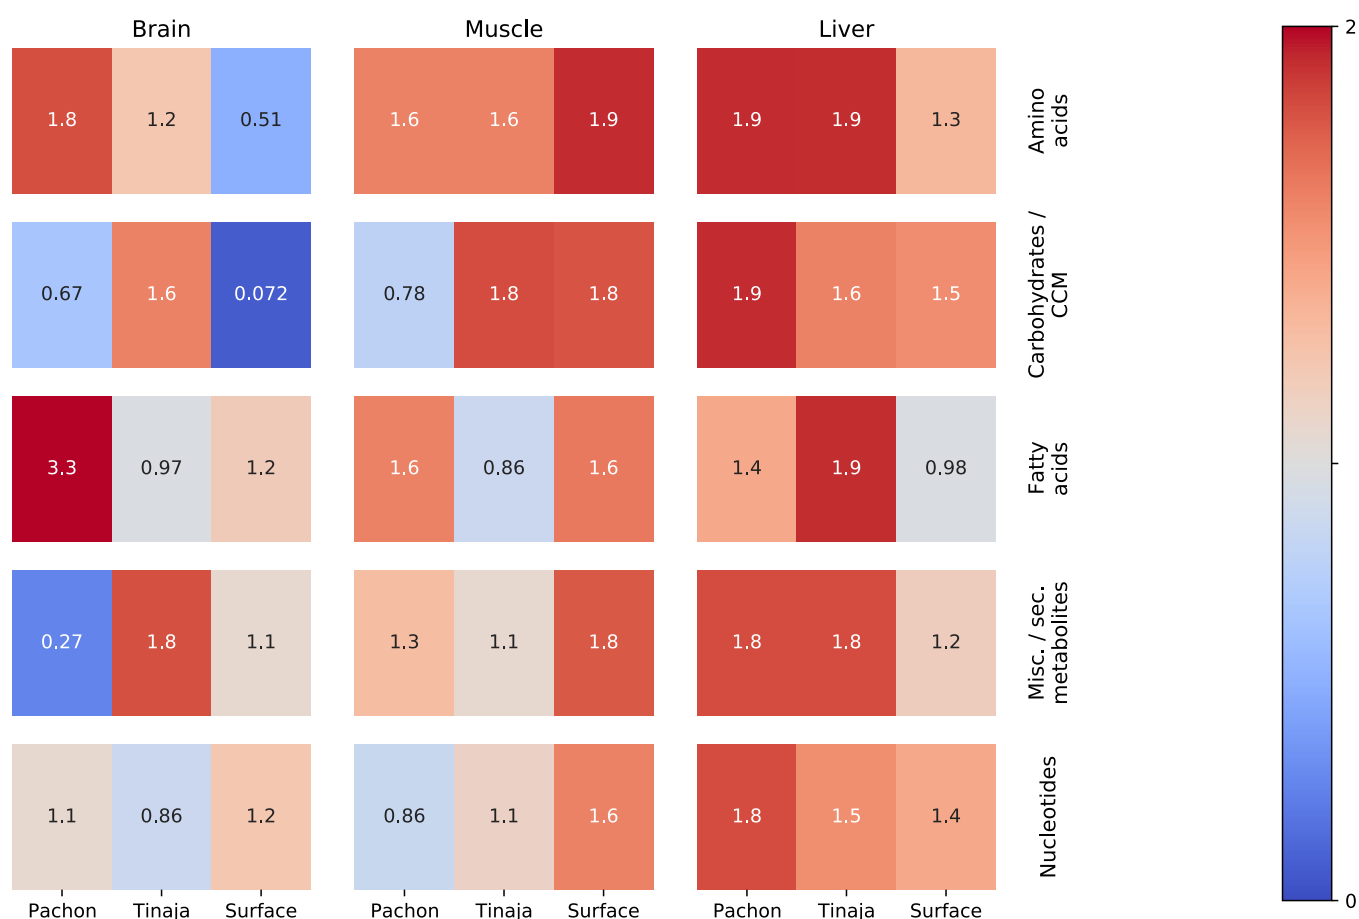 Brain Muscle Liver
2
1.8 1.2 0.51 1.6 1.6 1.9 1.9 1.9 1.3
Amino
acids
0.67 1.6 0.072 0.78 1.8 1.8 1.9 1.6 1.5
Carbohydrates /
CCM
3.3 0.97 1.2 1.6 0.86 1.6 1.4 1.9 0.98
Fatty
acids
0.27 1.8 1.1 1.3 1.1 1.8 1.8 1.8 1.2
Misc. / sec.
metabolites
1.1 0.86 1.2 0.86 1.1 1.6 1.8 1.5 1.4
Nucleotides
0
Pachon Tinaja Surface Pachon Tinaja Surface Pachon Tinaja Surface